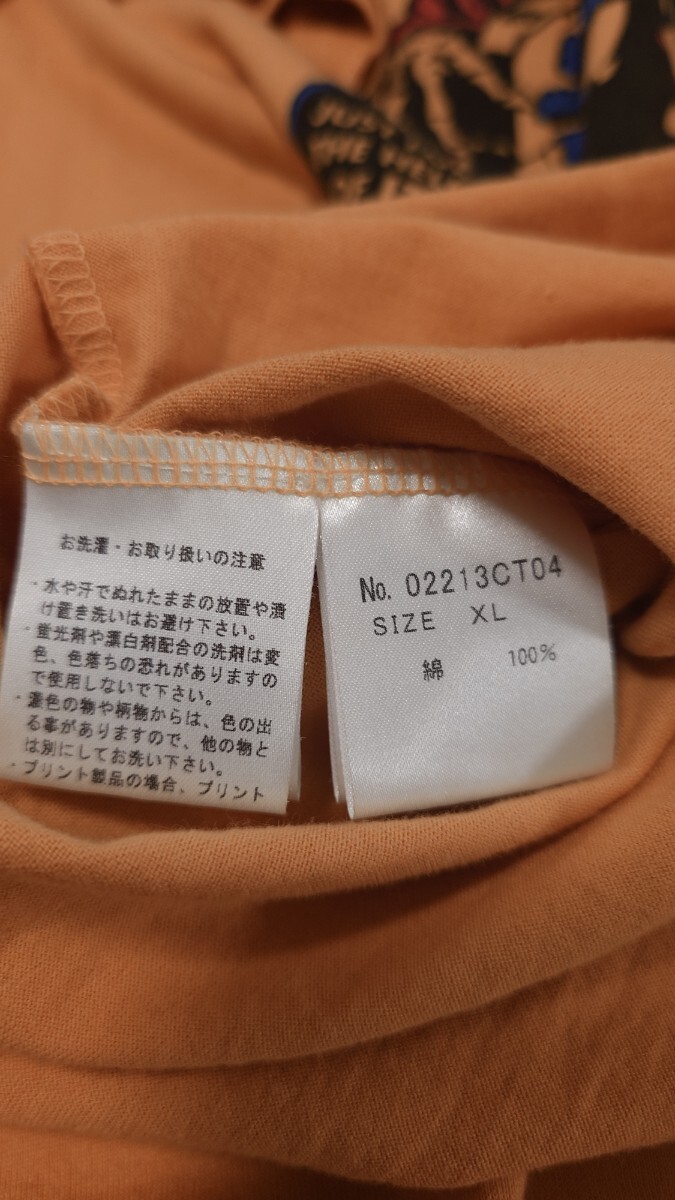 JUST
THE
お洗濯・お取り扱いの注意
・水や汗でぬれたままの放置や漬
け置き洗いはお避け下さい。
・蛍光剤や漂白剤配合の洗剤は変
色、色落ちの恐れがありますの
で使用しないで下さい。
・濃色の物や柄物からは、色の出
る事がありますので、他の物と
は別にしてお洗い下さい。
・プリント製品の場合、プリント
No. 02213CT04
SIZE XL
綿 100%